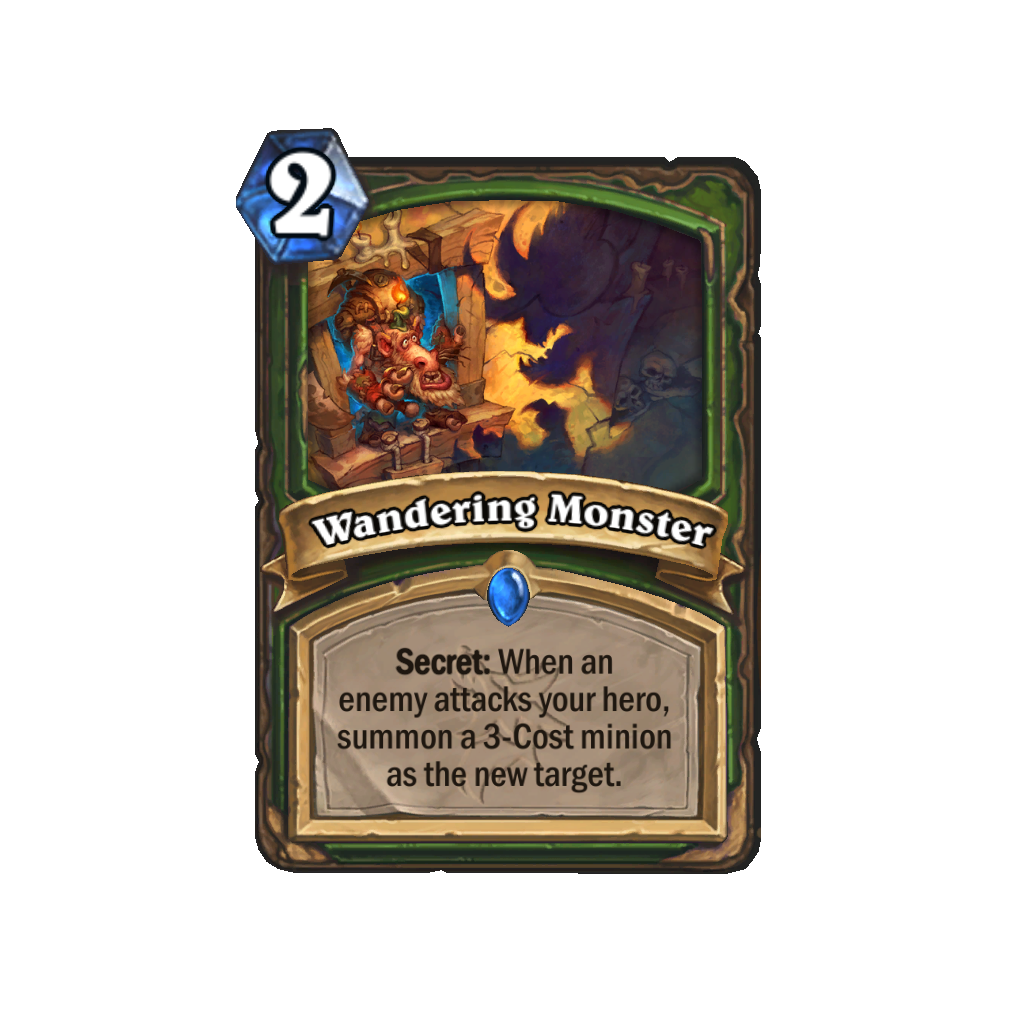 2
Wandering Monster
Secret: When an
enemy attacks your hero,
summon a 3-Cost minion
as the new target.